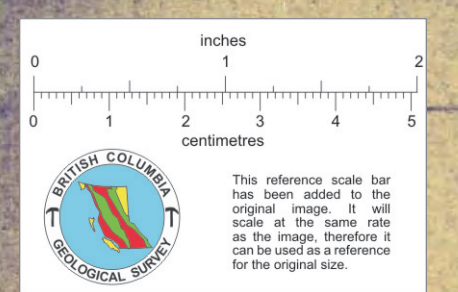 inches
0 1 2
0 1 2 3 4 5
centimetres
BRITISH COLUMBIA
GEOLOGICAL SURVEY
This reference scale bar
has been added to the
original image. It will
scale at the same rate
as the image, therefore it
can be used as a reference
for the original size.